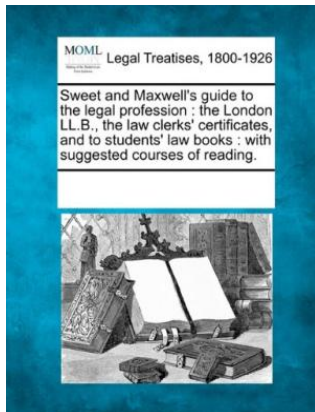 MOML Legal Treatises, 1800-1926
Sweet and Maxwell's guide to
the legal profession : the London
LL.B., the law clerks' certificates,
and to students' law books : with
suggested courses of reading.